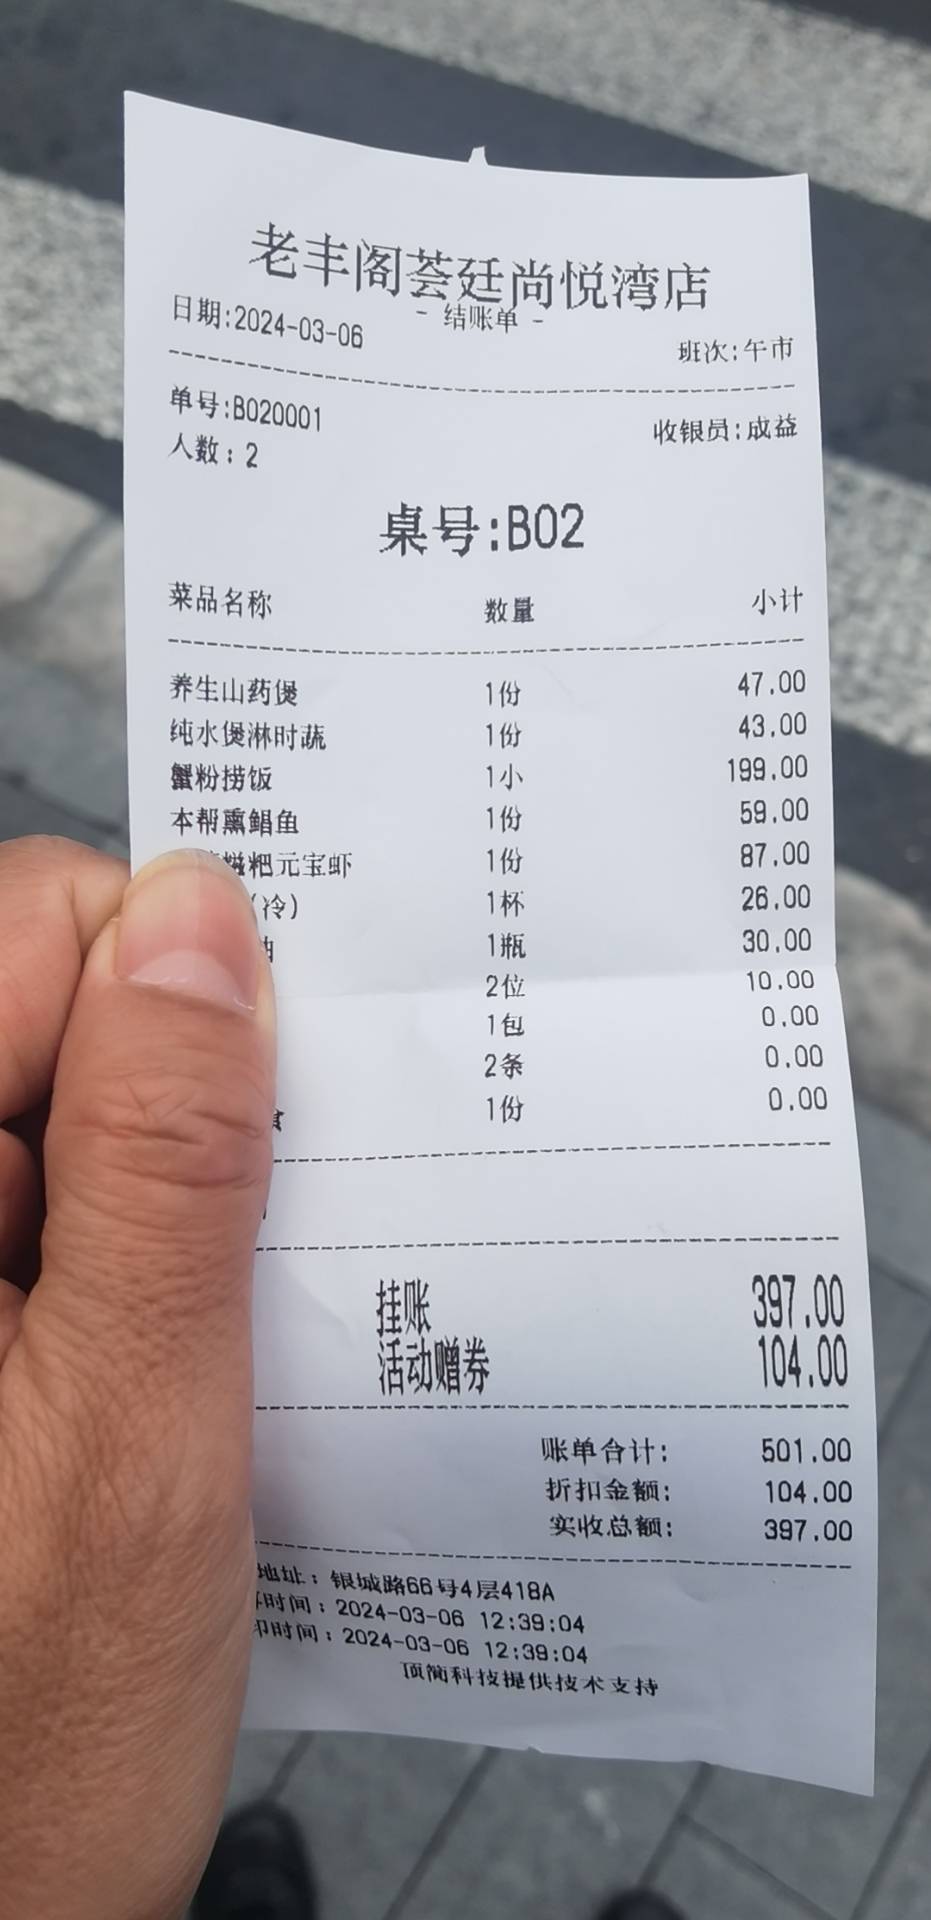 老丰阁荟廷尚悦湾店
- 结账单 -
日期:2024-03-06 班次:午市
单号:B020001 收银员:成益
人数: 2
桌号:B02
菜品名称 数量 小计
养生山药煲 1份 47.00
纯水煲淋时蔬 1份 43.00
蟹粉捞饭 1小 199.00
本帮熏鲳鱼 1份 59.00
糍粑元宝虾 1份 87.00
(冷) 1杯 26.00
1瓶 30.00
2位 10.00
1包 0.00
2条 0.00
1份 0.00
挂账 397.00
活动赠券 104.00
账单合计: 501.00
折扣金额: 104.00
实收总额: 397.00
地址: 银城路66号4层418A
时间: 2024-03-06 12:39:04
印时间: 2024-03-06 12:39:04
顶简科技提供技术支持